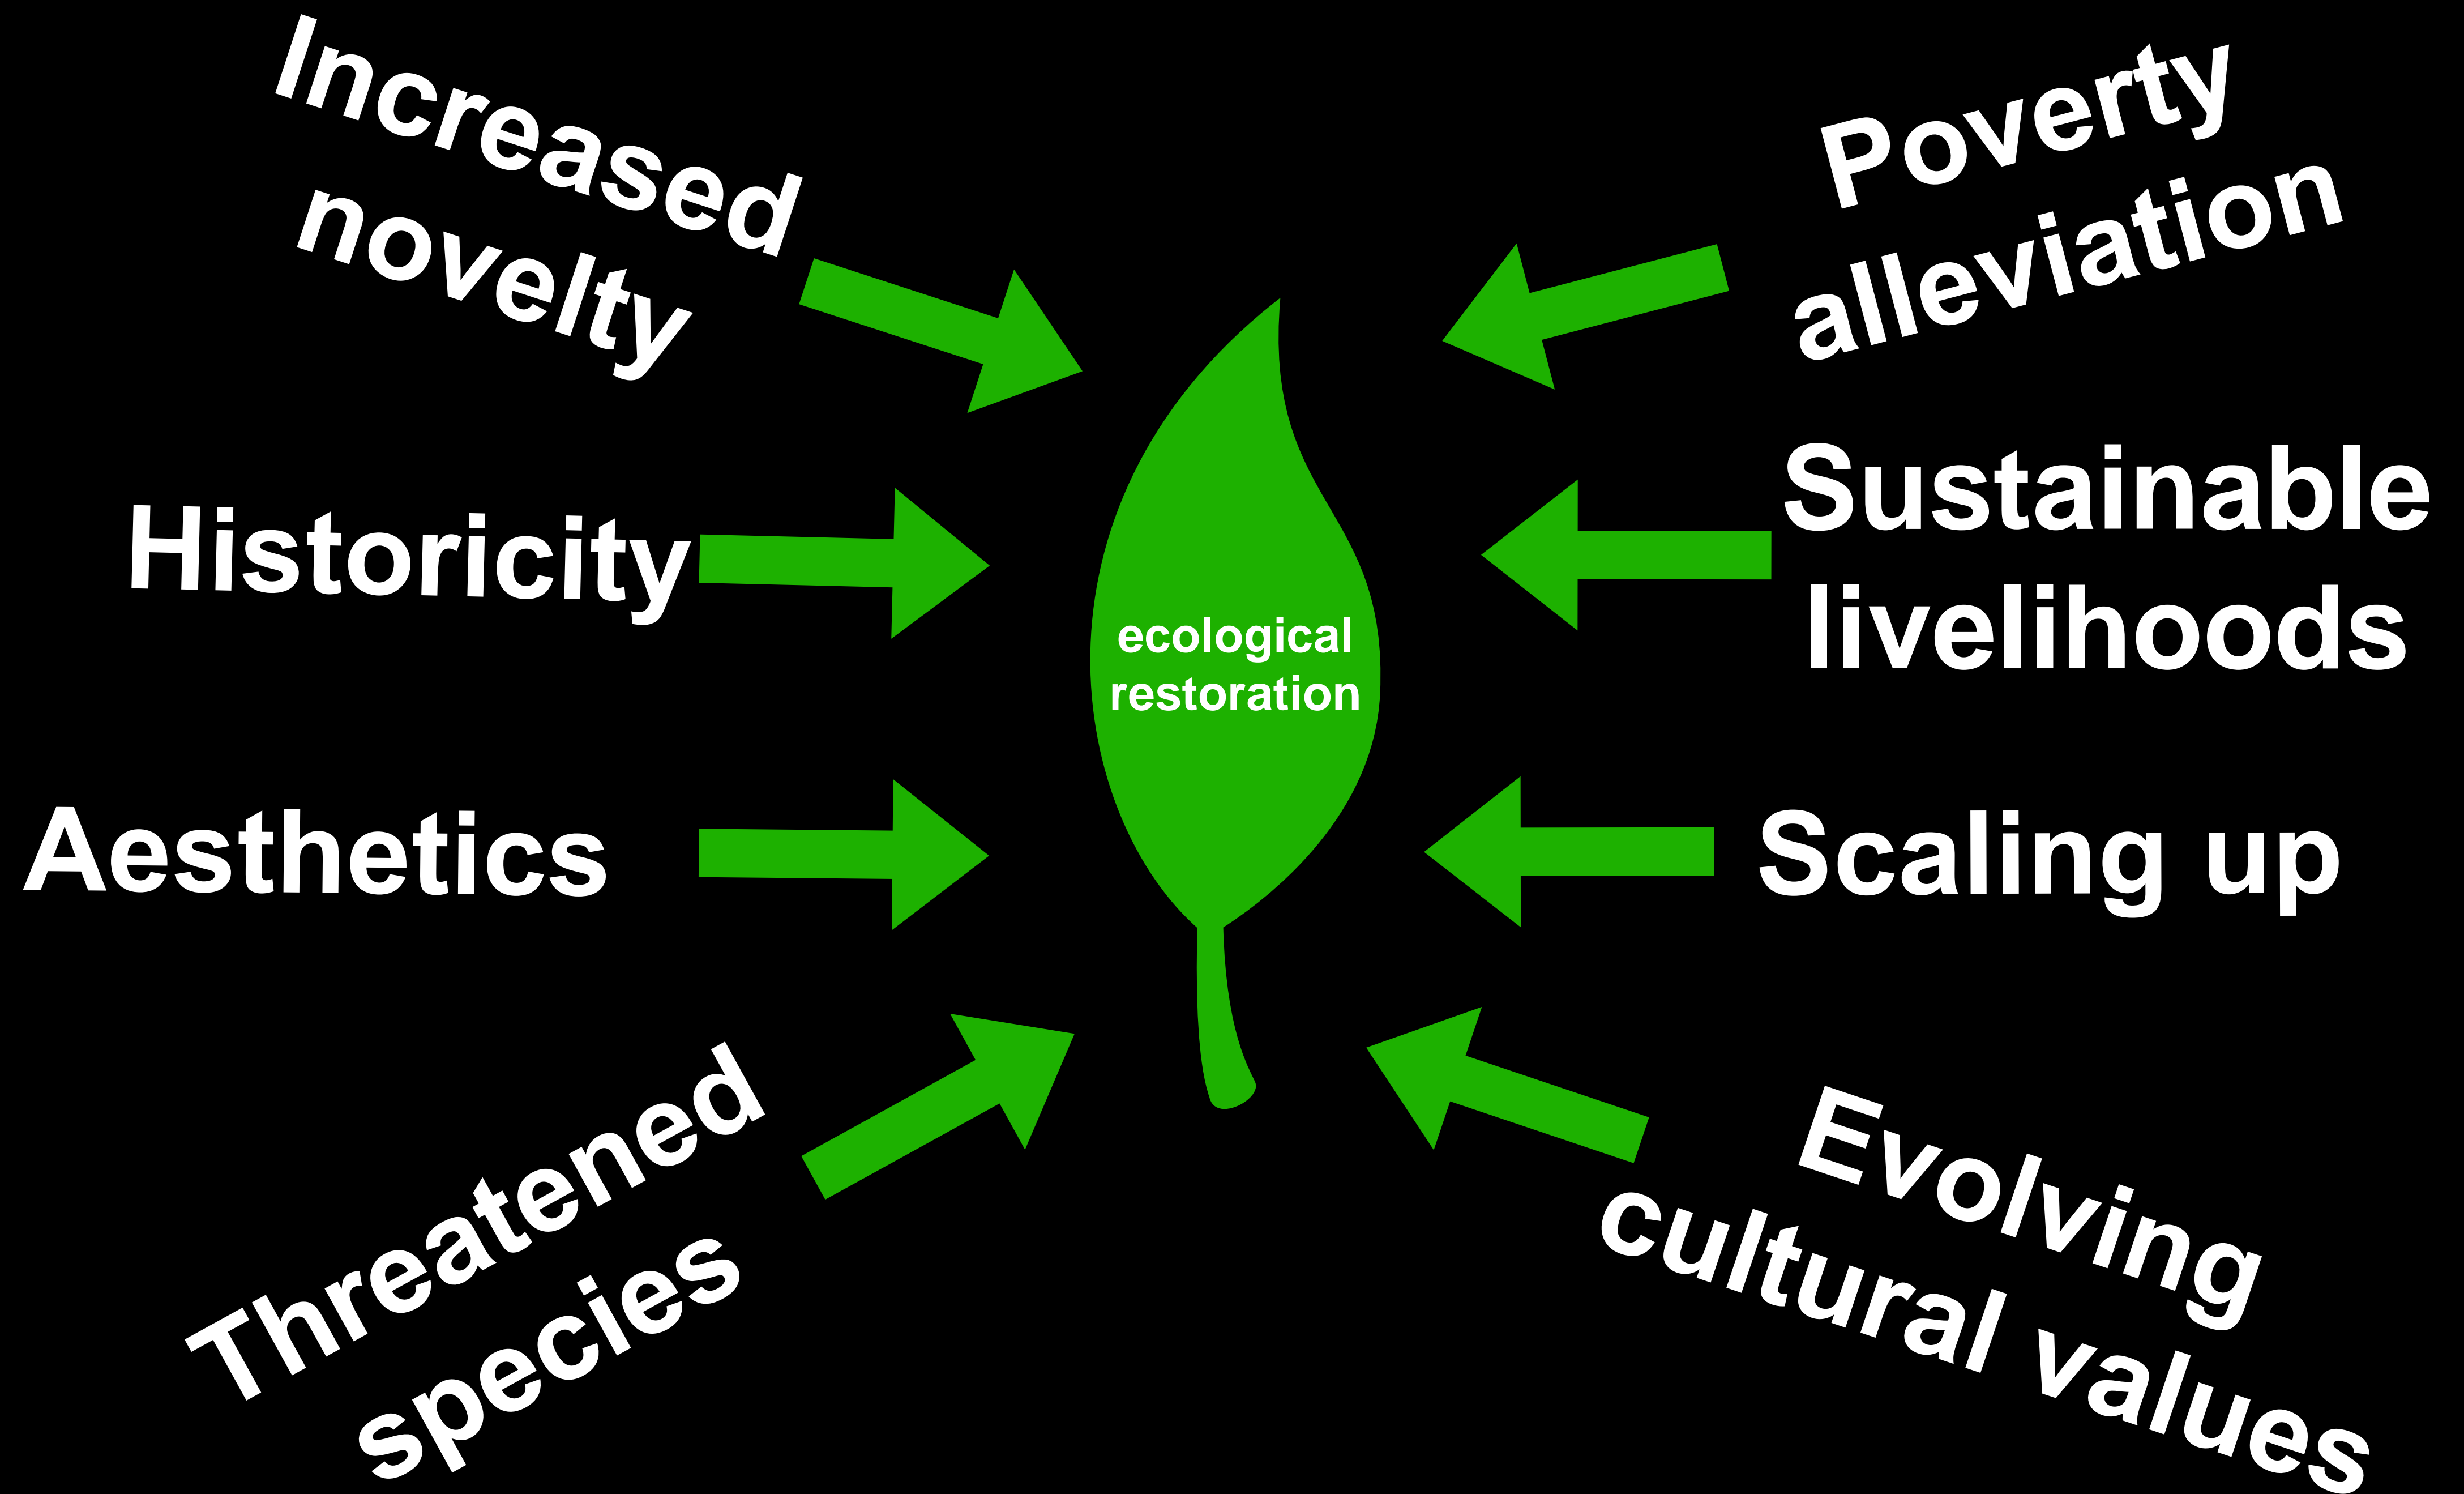 Increased
novelty
Historicity
Aesthetics
Threatened
species
ecological
restoration
Poverty
alleviation
Sustainable
livelihoods
Scaling up
Evolving
cultural values